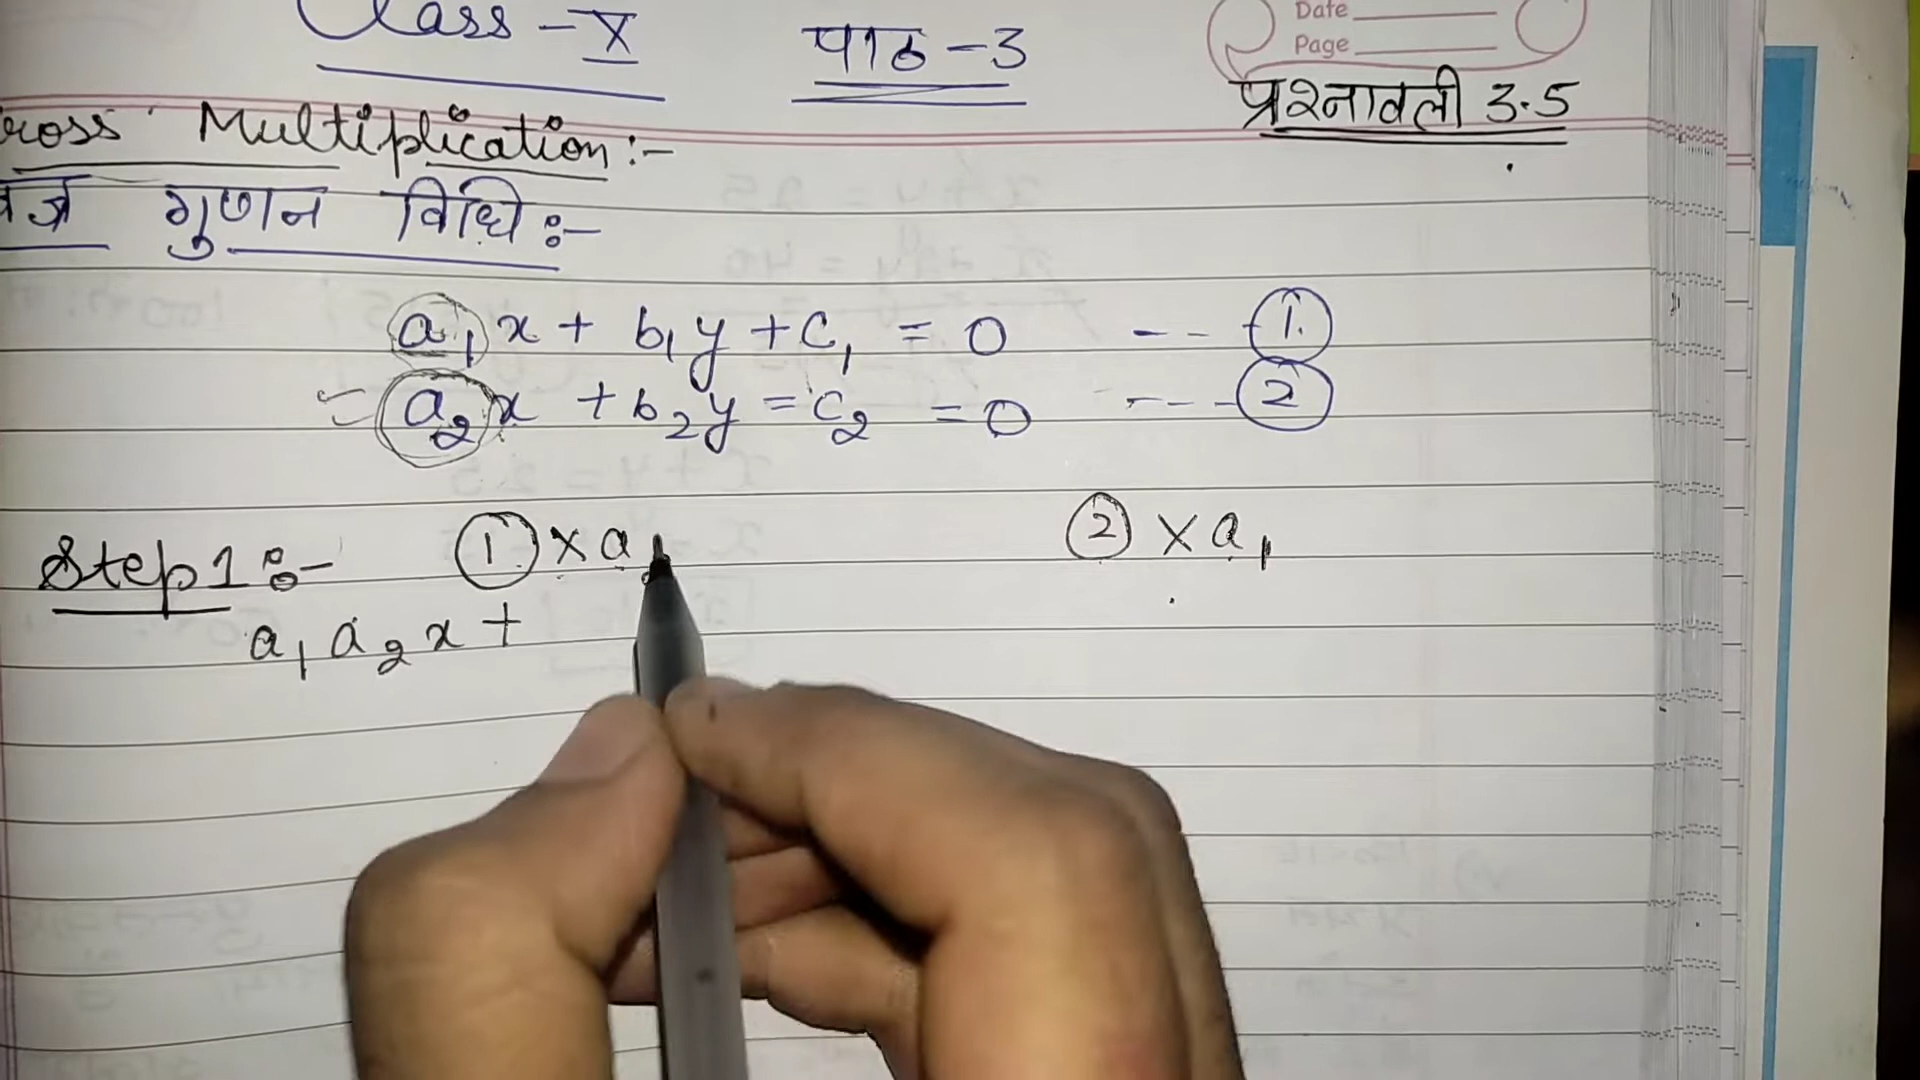 Class - X पाठ - 3
Date
Page
प्रश्नावली 3.5
Multiplication :-
गुणन विधि :-
a₁x + b₁y + c₁ = 0 --- ①
= a₂x + b₂y = c₂ = 0 --- ②
Step 1 :- ① × a ② × a₁
a₁a₂x +